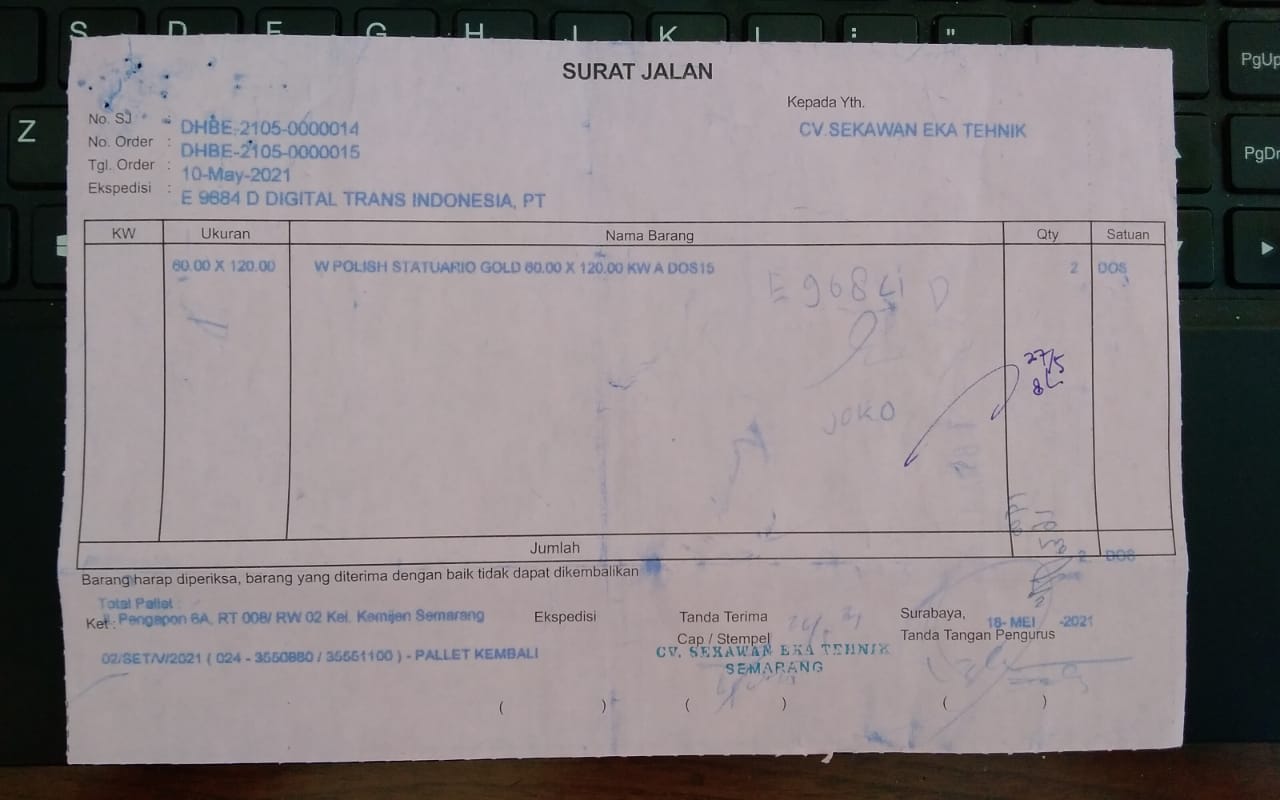 S D F G H J K L : "
PgUp
Z
PgDn
SURAT JALAN
Kepada Yth.
CV.SEKAWAN EKA TEHNIK
No. SJ : DHBE-2105-0000014
No. Order : DHBE-2105-0000015
Tgl. Order : 10-May-2021
Ekspedisi : E 9684 D DIGITAL TRANS INDONESIA, PT
KW Ukuran Nama Barang Qty Satuan
60.00 X 120.00 W POLISH STATUARIO GOLD 60.00 X 120.00 KW A DOS15 2 DOS
E 9684 D
27/5
JOKO
Jumlah 2 DOS
Barang harap diperiksa, barang yang diterima dengan baik tidak dapat dikembalikan
Total Pallet :
Ket : Pengapon 6A, RT 008/ RW 02 Kel. Kemijen Semarang
02/SET/V/2021 ( 024 - 3550880 / 35551100 ) - PALLET KEMBALI
Ekspedisi
( )
Tanda Terima
Cap / Stempel
CV. SEKAWAN EKA TEHNIK
SEMARANG
( )
Surabaya, 18- MEI -2021
Tanda Tangan Pengurus
( )